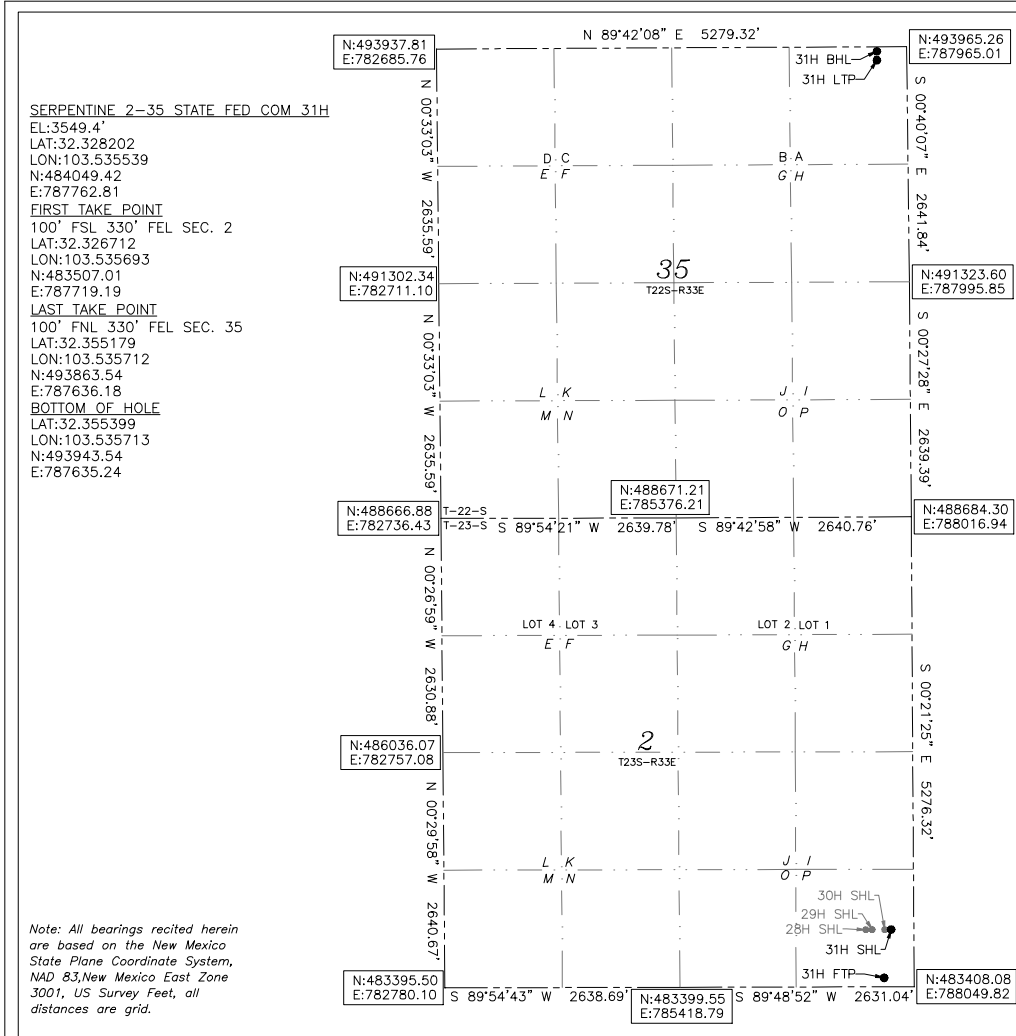 N 89°42'08" E 5279.32'
N:493937.81
E:782685.76
N:493965.26
E:787965.01
31H BHL
31H LTP
SERPENTINE 2-35 STATE FED COM 31H
EL:3549.4'
LAT:32.328202
LON:103.535539
N:484049.42
E:787762.81
FIRST TAKE POINT
100' FSL 330' FEL SEC. 2
LAT:32.326712
LON:103.535693
N:483507.01
E:787719.19
LAST TAKE POINT
100' FNL 330' FEL SEC. 35
LAT:32.355179
LON:103.535712
N:493863.54
E:787636.18
BOTTOM OF HOLE
LAT:32.355399
LON:103.535713
N:493943.54
E:787635.24
N 00°33'03" W 2635.59'
S 00°40'07" E 2641.84'
D C
E F
B A
G H
N:491302.34
E:782711.10
35
T22S-R33E
N:491323.60
E:787995.85
N 00°33'03" W 2635.59'
S 00°27'28" E 2639.39'
L K
M N
J I
O P
N:488666.88
E:782736.43
T-22-S
T-23-S
N:488671.21
E:785376.21
S 89°54'21" W 2639.78'
S 89°42'58" W 2640.76'
N:488684.30
E:788016.94
N 00°26'59" W 2630.88'
S 00°21'25" E 5276.32'
LOT 4 LOT 3
E F
LOT 2 LOT 1
G H
N:486036.07
E:782757.08
2
T23S-R33E
N 00°29'58" W 2640.67'
L K
M N
J I
O P
30H SHL
29H SHL
28H SHL
31H SHL
31H FTP
N:483395.50
E:782780.10
S 89°54'43" W 2638.69'
N:483399.55
E:785418.79
S 89°48'52" W 2631.04'
N:483408.08
E:788049.82
Note: All bearings recited herein
are based on the New Mexico
State Plane Coordinate System,
NAD 83,New Mexico East Zone
3001, US Survey Feet, all
distances are grid.